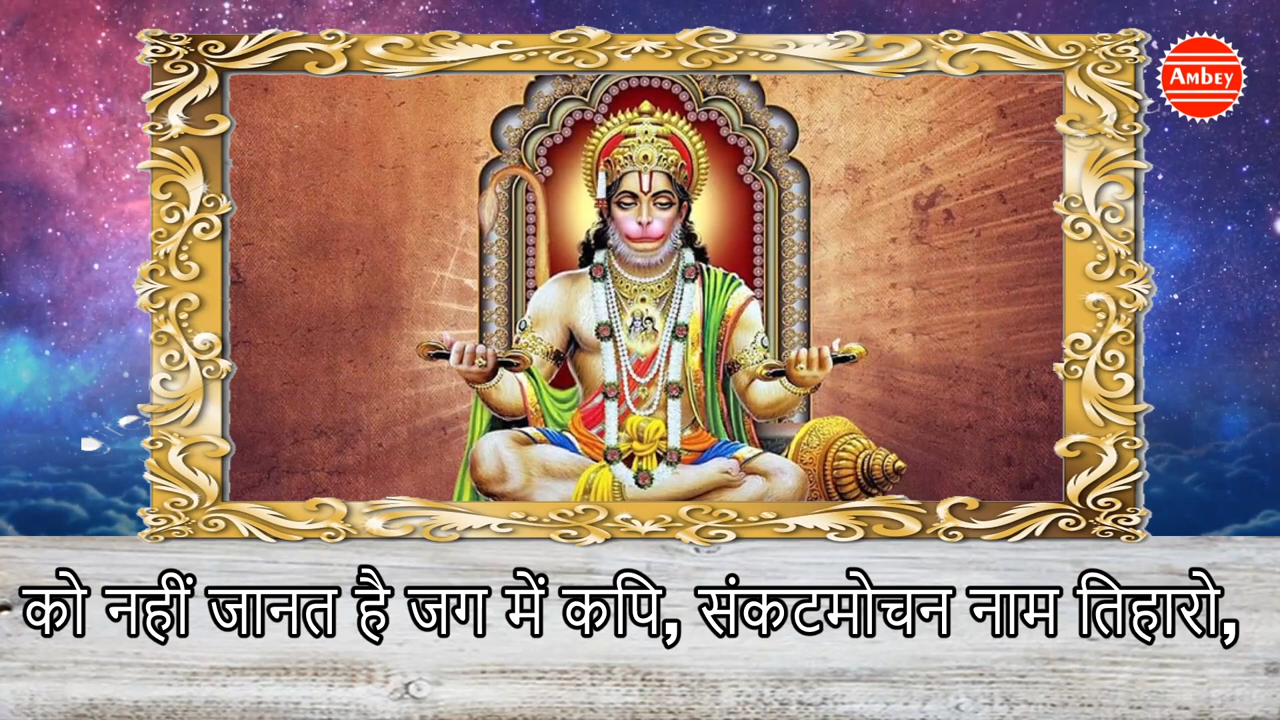 AMBEY
को नहीं जानत है जग में कपि, संकटमोचन नाम तिहारो,